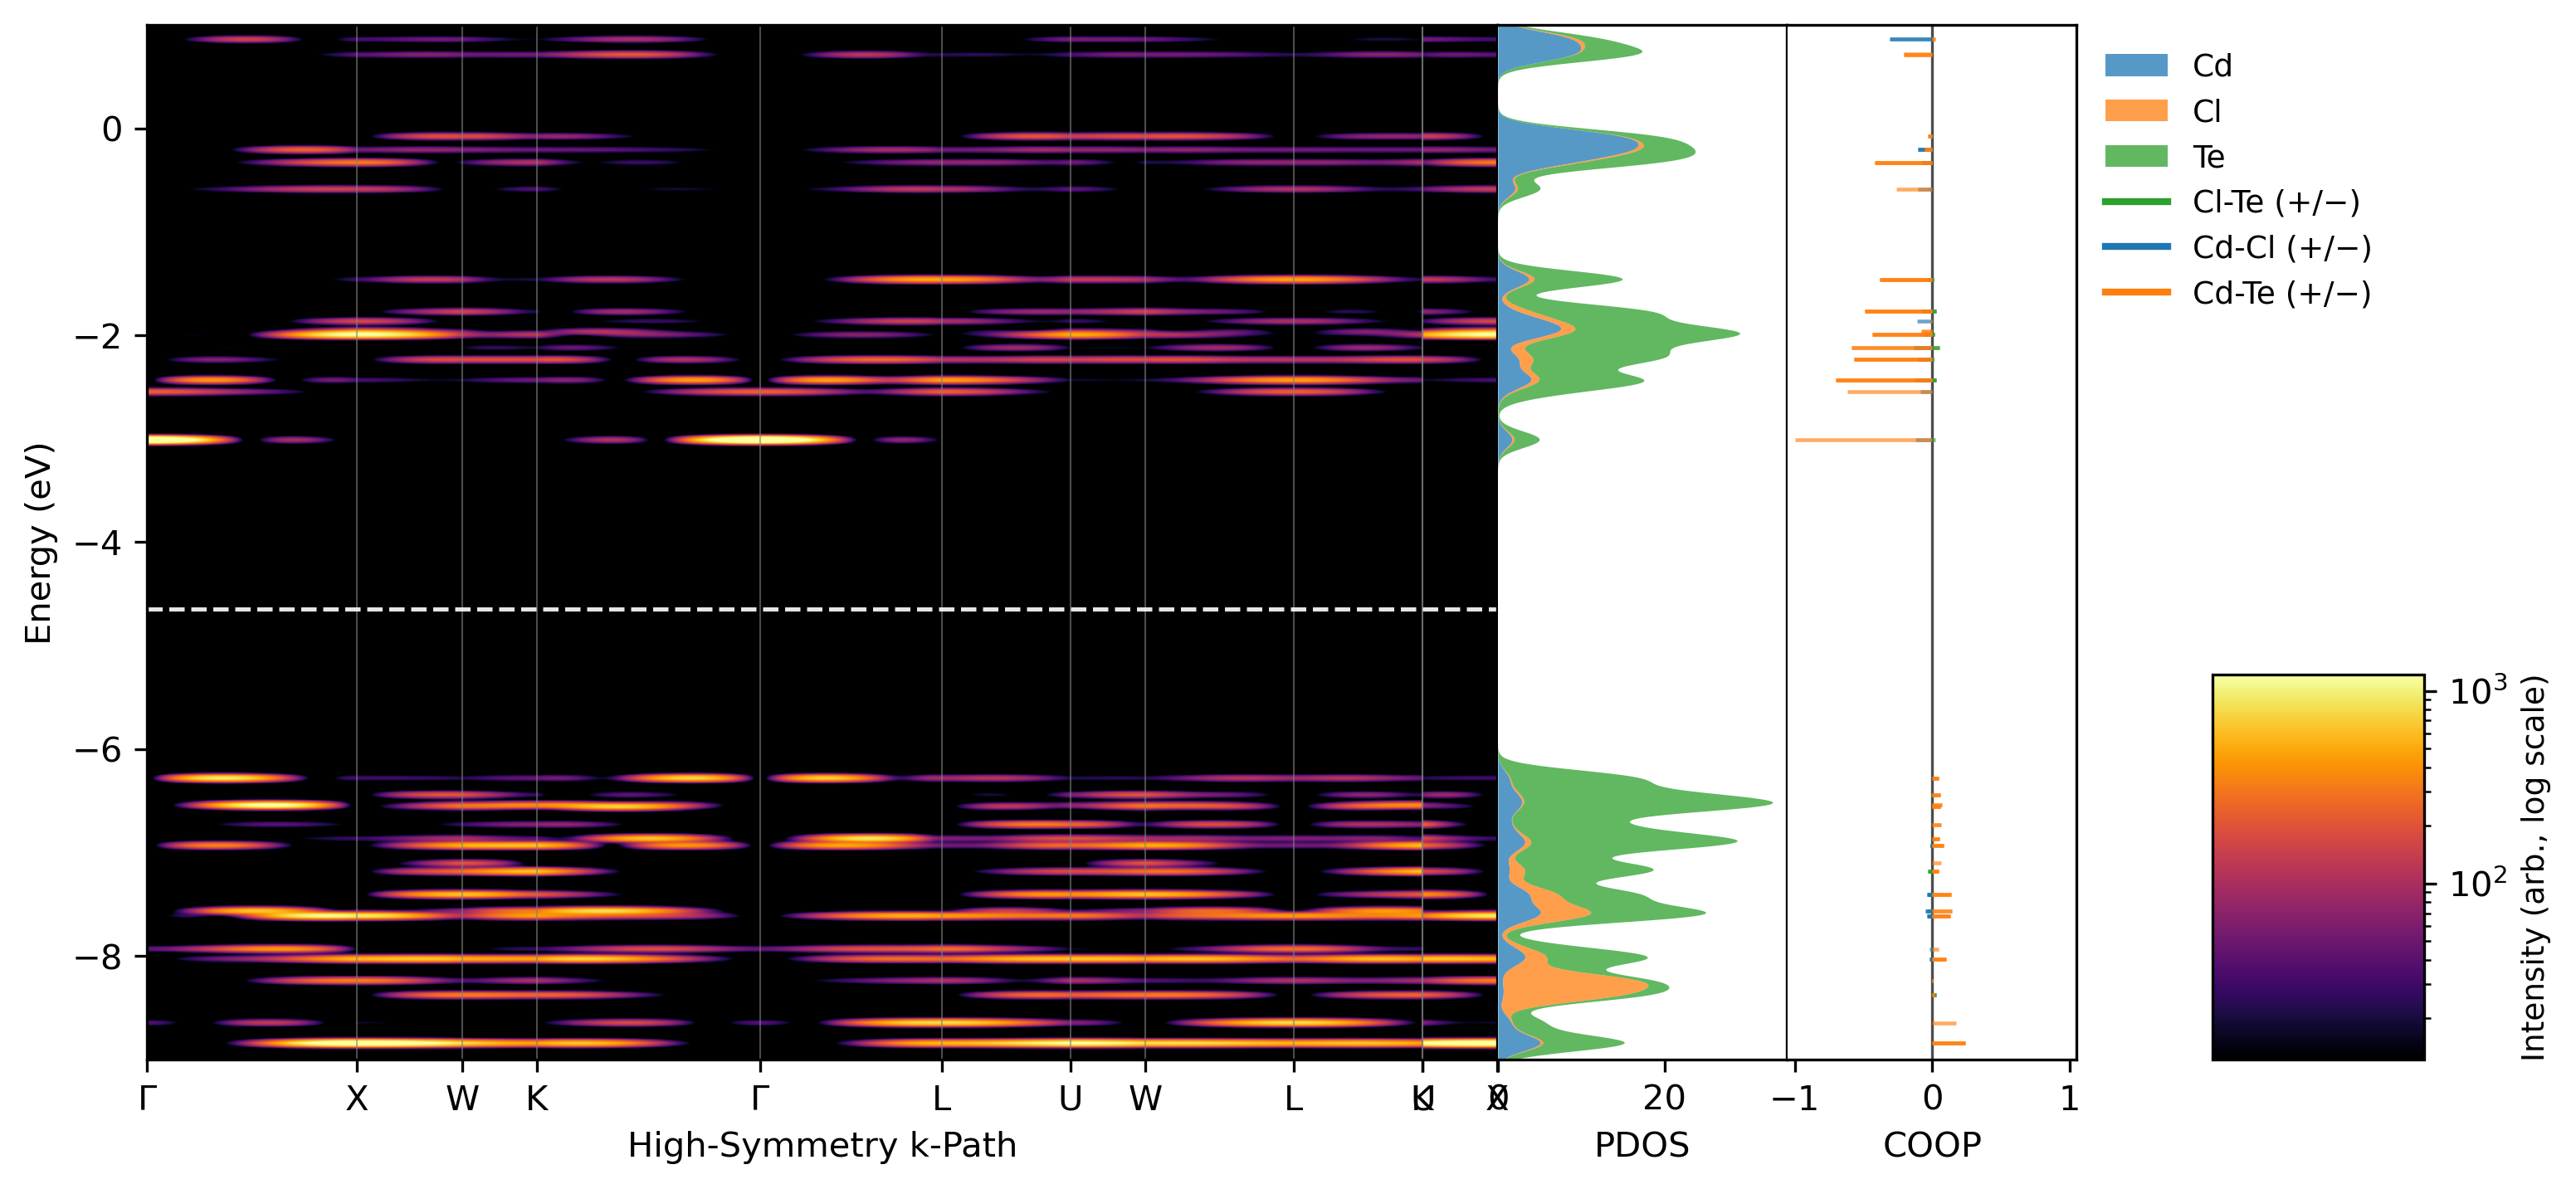 Energy (eV)
0
−2
−4
−6
−8
Γ X W K Γ L U W L U K X
High-Symmetry k-Path
0 20
PDOS
−1 0 1
COOP
Cd
Cl
Te
Cl-Te (+/−)
Cd-Cl (+/−)
Cd-Te (+/−)
10³
10²
Intensity (arb., log scale)